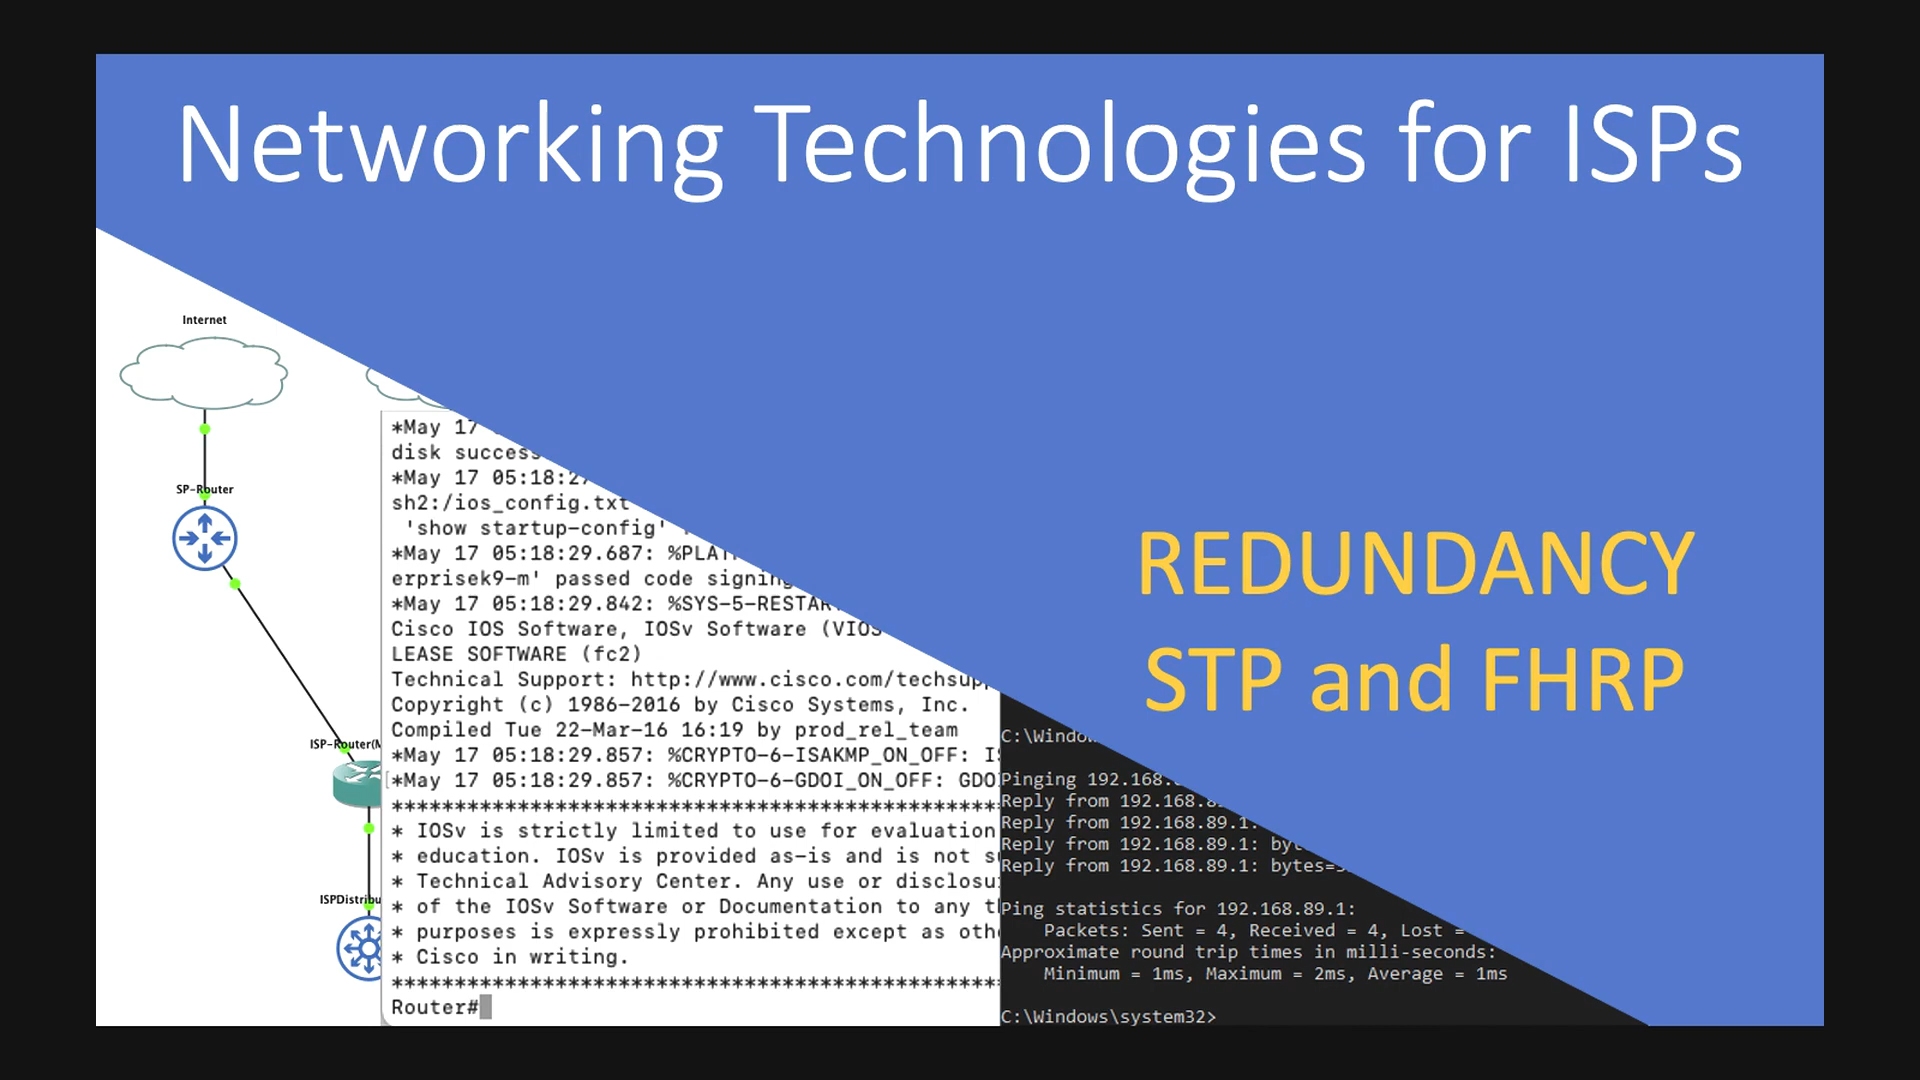 Networking Technologies for ISPs
REDUNDANCY
STP and FHRP
Internet
SP-Router
ISP-Router(
*May 17
disk success
*May 17 05:18:27
sh2:/ios_config.txt
'show startup-config'
*May 17 05:18:29.687:
erprisek9-m' passed code signing
*May 17 05:18:29.842: %SYS-5-RESTAR
Cisco IOS Software, IOSv Software (VIOS
LEASE SOFTWARE (fc2)
Technical Support: http://www.cisco.com/techsupp
Copyright (c) 1986-2016 by Cisco Systems, Inc.
Compiled Tue 22-Mar-16 16:19 by prod_rel_team
*May 17 05:18:29.857: %CRYPTO-6-ISAKMP_ON_OFF:
*May 17 05:18:29.857: %CRYPTO-6-GDOI_ON_OFF: GDO
*************************************************
* IOSv is strictly limited to use for evaluation
* education. IOSv is provided as-is and is not
* Technical Advisory Center. Any use or disclosu
* of the IOSv Software or Documentation to any
* purposes is expressly prohibited except as
* Cisco in writing.
*************************************************
Router#
ISPDistribu
Pinging 192.168.
Reply from 192.168.8
Reply from 192.168.89.1:
Reply from 192.168.89.1:
Reply from 192.168.89.1: bytes=
Ping statistics for 192.168.89.1:
Packets: Sent = 4, Received = 4, Lost =
Approximate round trip times in milli-seconds:
Minimum = 1ms, Maximum = 2ms, Average = 1ms
C:\Windows\system32>